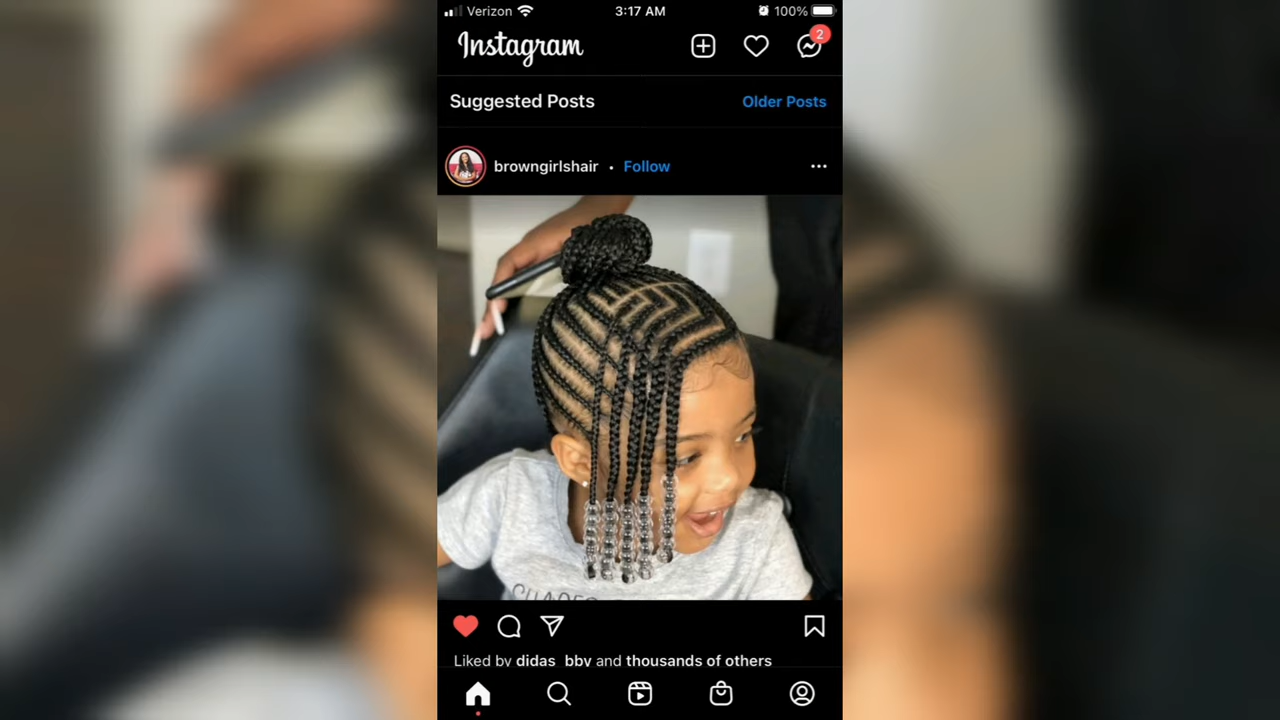 Verizon 3:17 AM 100%
Instagram 2
Suggested Posts Older Posts
browngirlshair • Follow
Liked by didas_bby and thousands of others